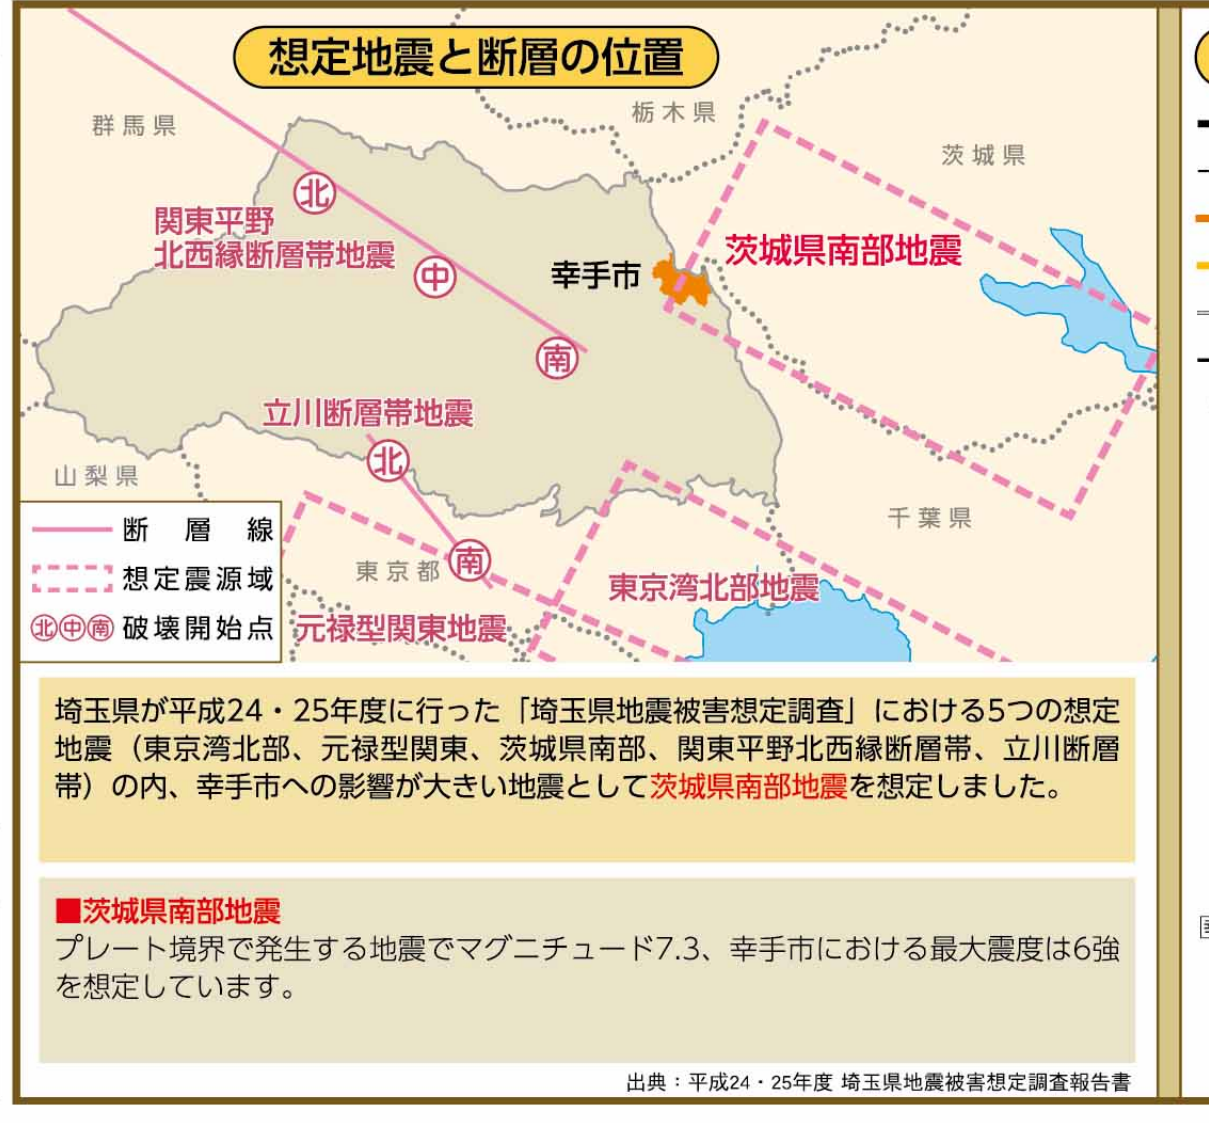 想定地震と断層の位置
栃木県
群馬県
茨城県
北
関東平野
北西縁断層帯地震
茨城県南部地震
中
幸手市
南
立川断層帯地震
北
山梨県
千葉県
断層線
想定震源域
北中南 破壊開始点
東京都
南
東京湾北部地震
元禄型関東地震
埼玉県が平成24・25年度に行った「埼玉県地震被害想定調査」における5つの想定
地震（東京湾北部、元禄型関東、茨城県南部、関東平野北西縁断層帯、立川断層
帯）の内、幸手市への影響が大きい地震として茨城県南部地震を想定しました。
■茨城県南部地震
プレート境界で発生する地震でマグニチュード7.3、幸手市における最大震度は6強
を想定しています。
出典：平成24・25年度 埼玉県地震被害想定調査報告書